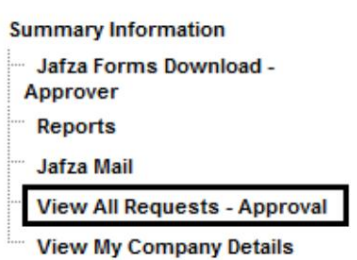 Summary Information
Jafza Forms Download -
Approver
Reports
Jafza Mail
View All Requests - Approval
View My Company Details